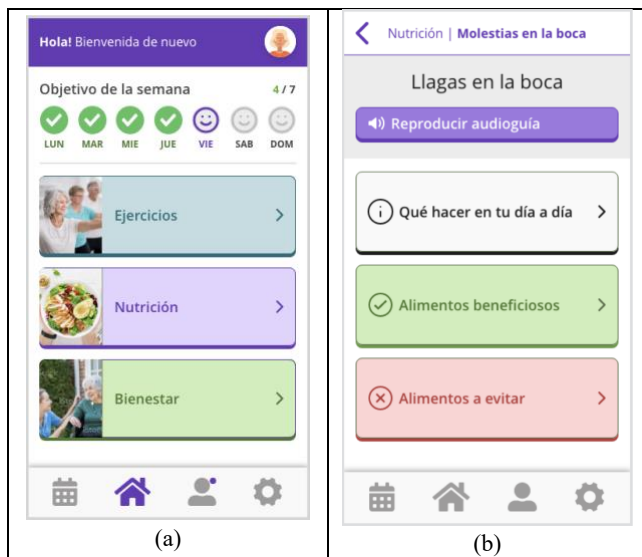 Hola! Bienvenida de nuevo
Objetivo de la semana 4 / 7
LUN MAR MIE JUE VIE SAB DOM
Ejercicios
Nutrición
Bienestar
(a)
Nutrición | Molestias en la boca
Llagas en la boca
Reproducir audioguía
Qué hacer en tu día a día
Alimentos beneficiosos
Alimentos a evitar
(b)